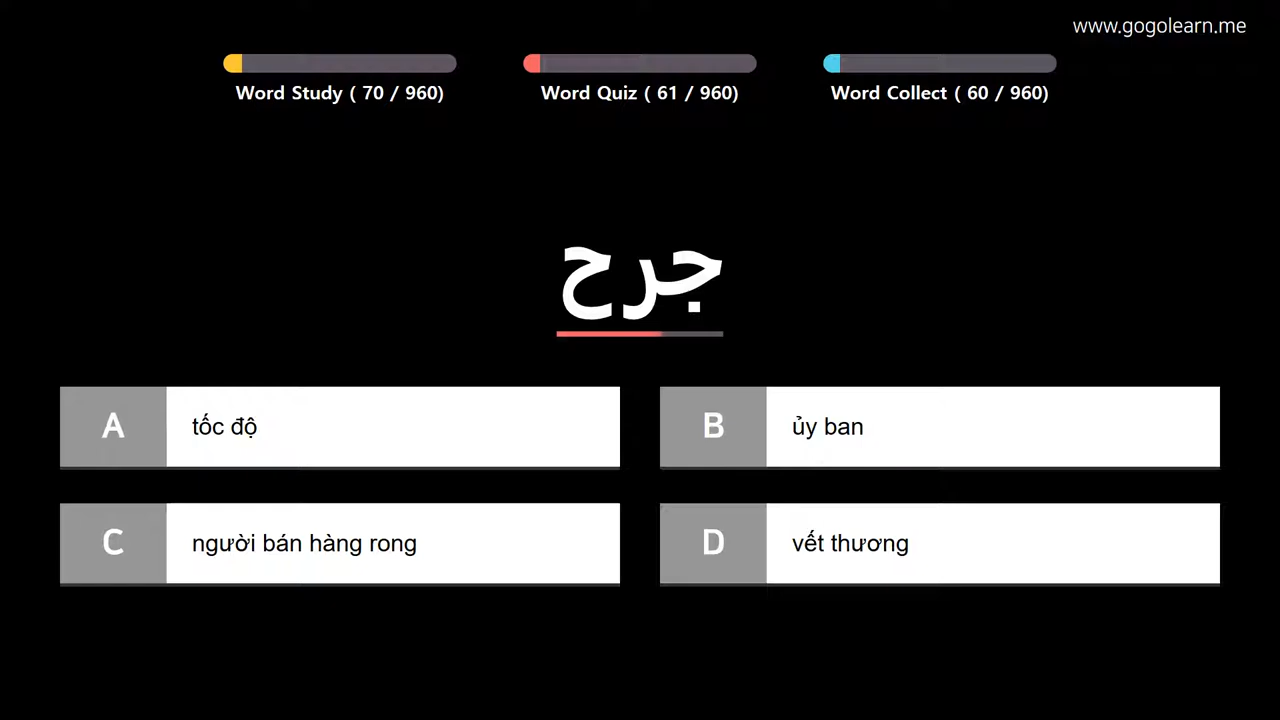 www.gogolearn.me
Word Study ( 70 / 960)
Word Quiz ( 61 / 960)
Word Collect ( 60 / 960)
جرح
A tốc độ
B ủy ban
C người bán hàng rong
D vết thương